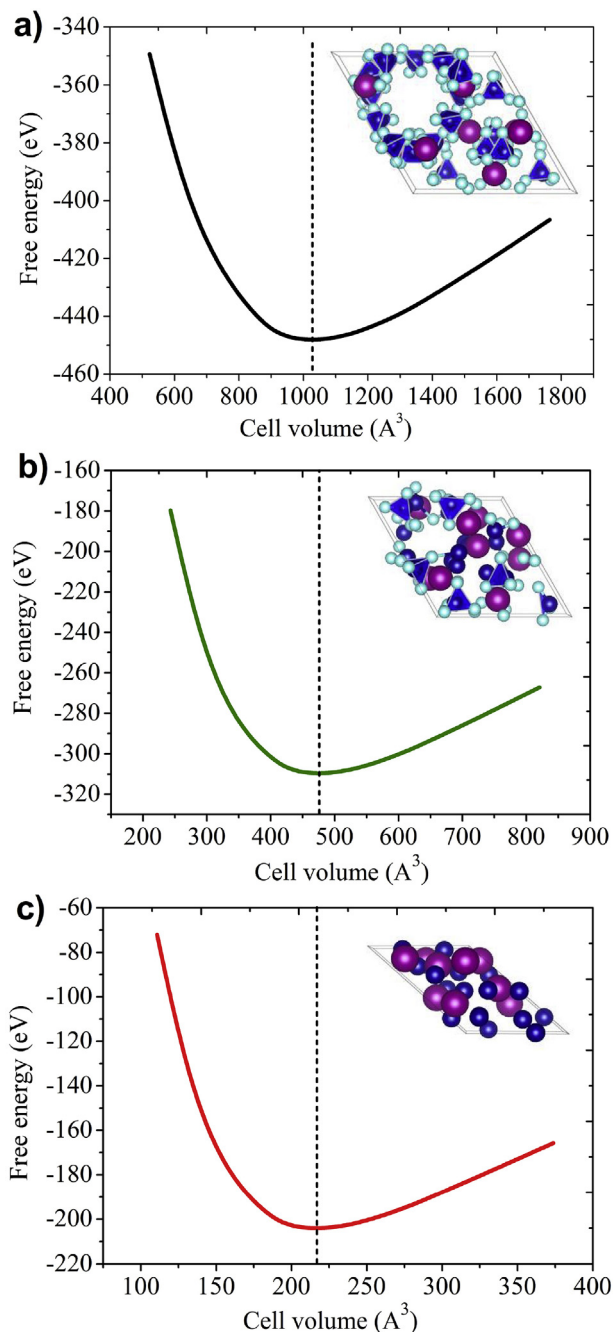 a)
-340
-360
-380
-400
-420
-440
-460
Free energy (eV)
400 600 800 1000 1200 1400 1600 1800
Cell volume (A³)
b)
-160
-180
-200
-220
-240
-260
-280
-300
-320
Free energy (eV)
200 300 400 500 600 700 800 900
Cell volume (A³)
c)
-60
-80
-100
-120
-140
-160
-180
-200
-220
Free energy (eV)
100 150 200 250 300 350 400
Cell volume (A³)